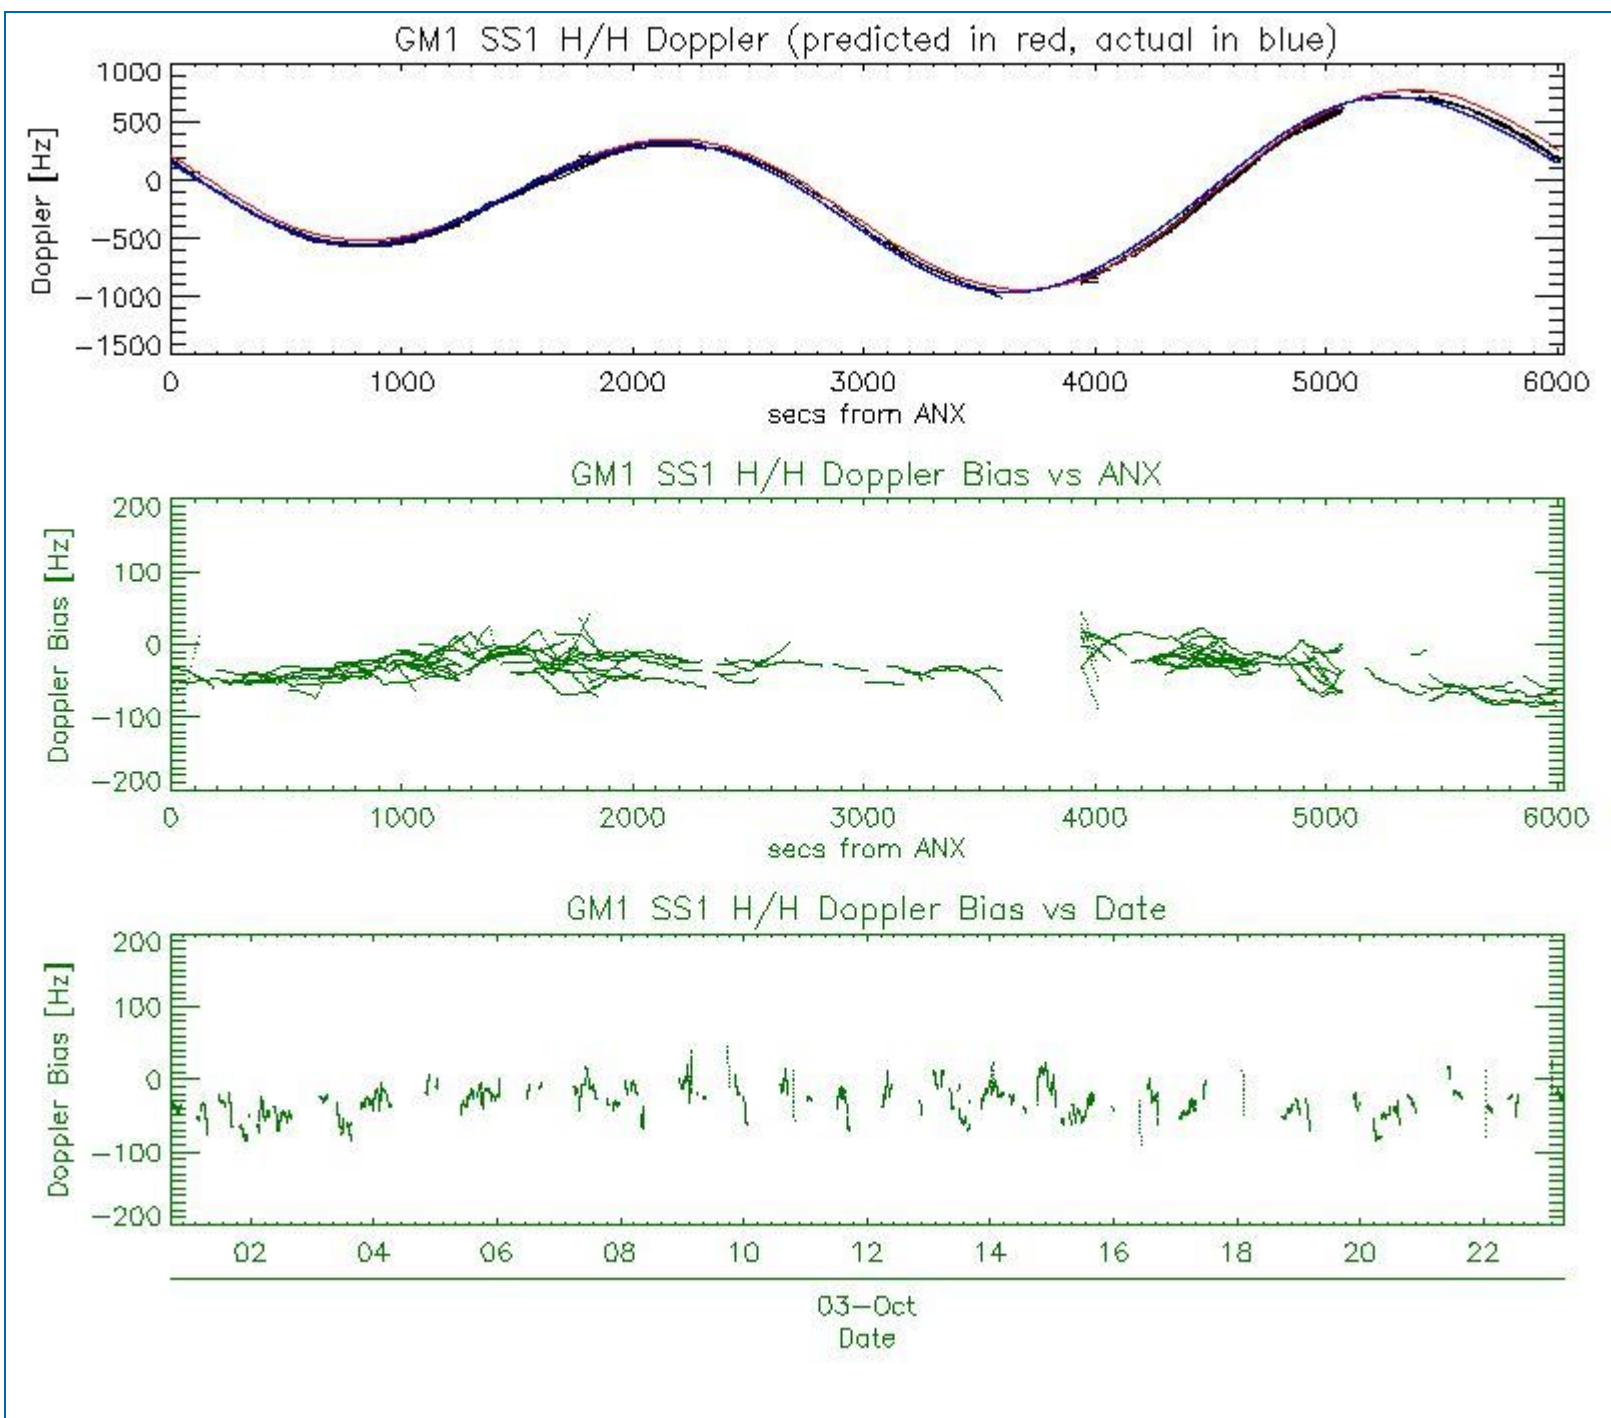 GM1 SS1 H/H Doppler (predicted in red, actual in blue)
Doppler [Hz]
1000
500
0
−500
−1000
−1500
0 1000 2000 3000 4000 5000 6000
secs from ANX
GM1 SS1 H/H Doppler Bias vs ANX
Doppler Bias [Hz]
200
100
0
−100
−200
0 1000 2000 3000 4000 5000 6000
secs from ANX
GM1 SS1 H/H Doppler Bias vs Date
Doppler Bias [Hz]
200
100
0
−100
−200
02 04 06 08 10 12 14 16 18 20 22
03−Oct
Date